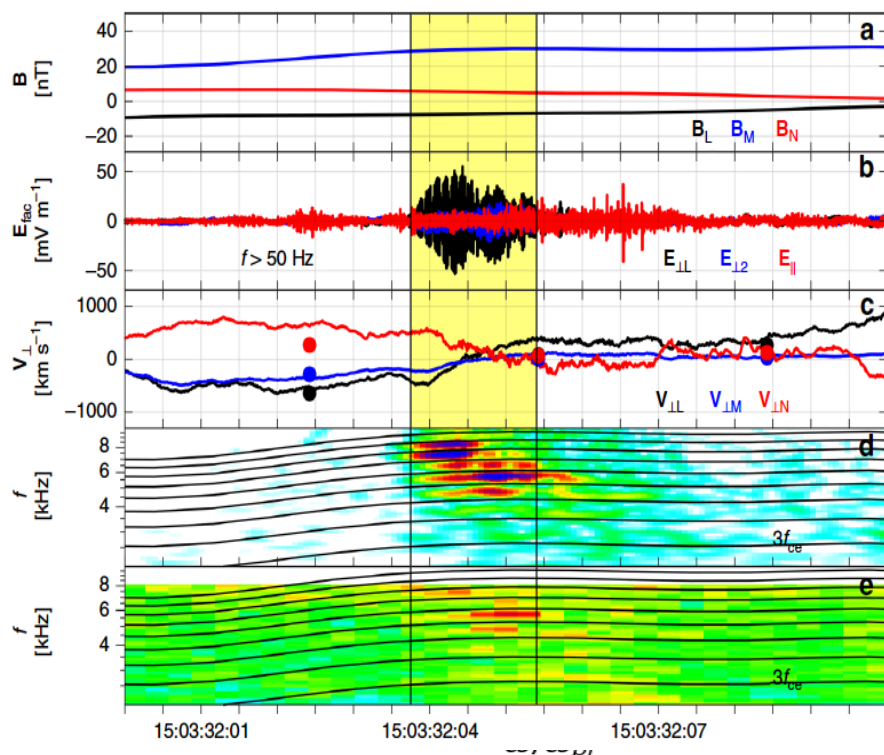 40
20
0
−20
B
[nT]
a
B_L B_M B_N
50
0
−50
E_fac
[mV m⁻¹]
b
f > 50 Hz
E_⊥L E_⊥2 E_||
1000
0
−1000
V_⊥
[km s⁻¹]
c
V_⊥L V_⊥M V_⊥N
8
6
4
f
[kHz]
d
3f_ce
8
6
4
f
[kHz]
e
3f_ce
15:03:32:01 15:03:32:04 15:03:32:07